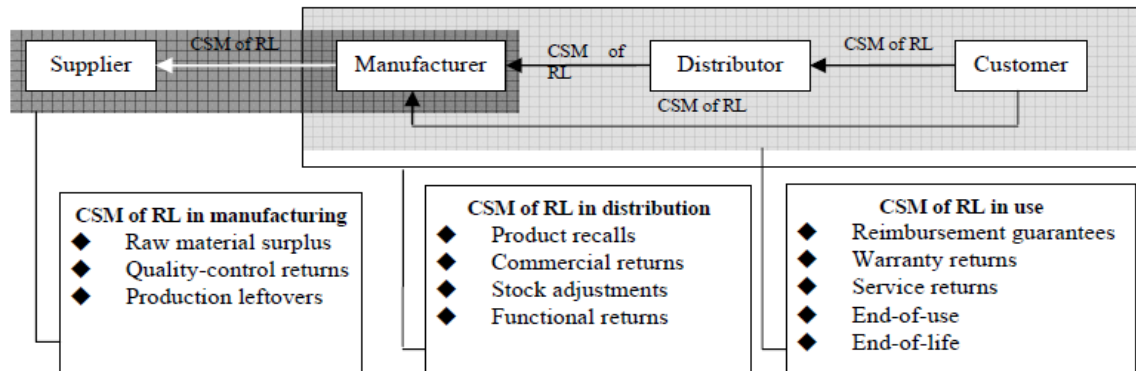 CSM of RL
CSM of
RL
CSM of RL
Supplier
Manufacturer
Distributor
Customer
CSM of RL
CSM of RL in manufacturing
◆ Raw material surplus
◆ Quality-control returns
◆ Production leftovers
CSM of RL in distribution
◆ Product recalls
◆ Commercial returns
◆ Stock adjustments
◆ Functional returns
CSM of RL in use
◆ Reimbursement guarantees
◆ Warranty returns
◆ Service returns
◆ End-of-use
◆ End-of-life